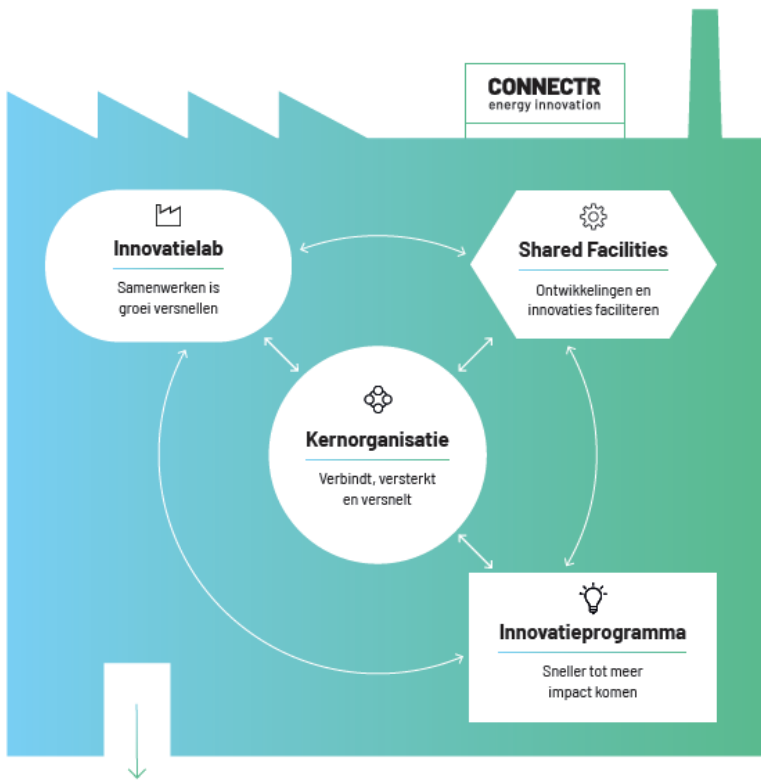 CONNECTR
energy innovation
Innovatielab
Samenwerken is
groei versnellen
Shared Facilities
Ontwikkelingen en
innovaties faciliteren
Kernorganisatie
Verbindt, versterkt
en versnelt
Innovatieprogramma
Sneller tot meer
impact komen